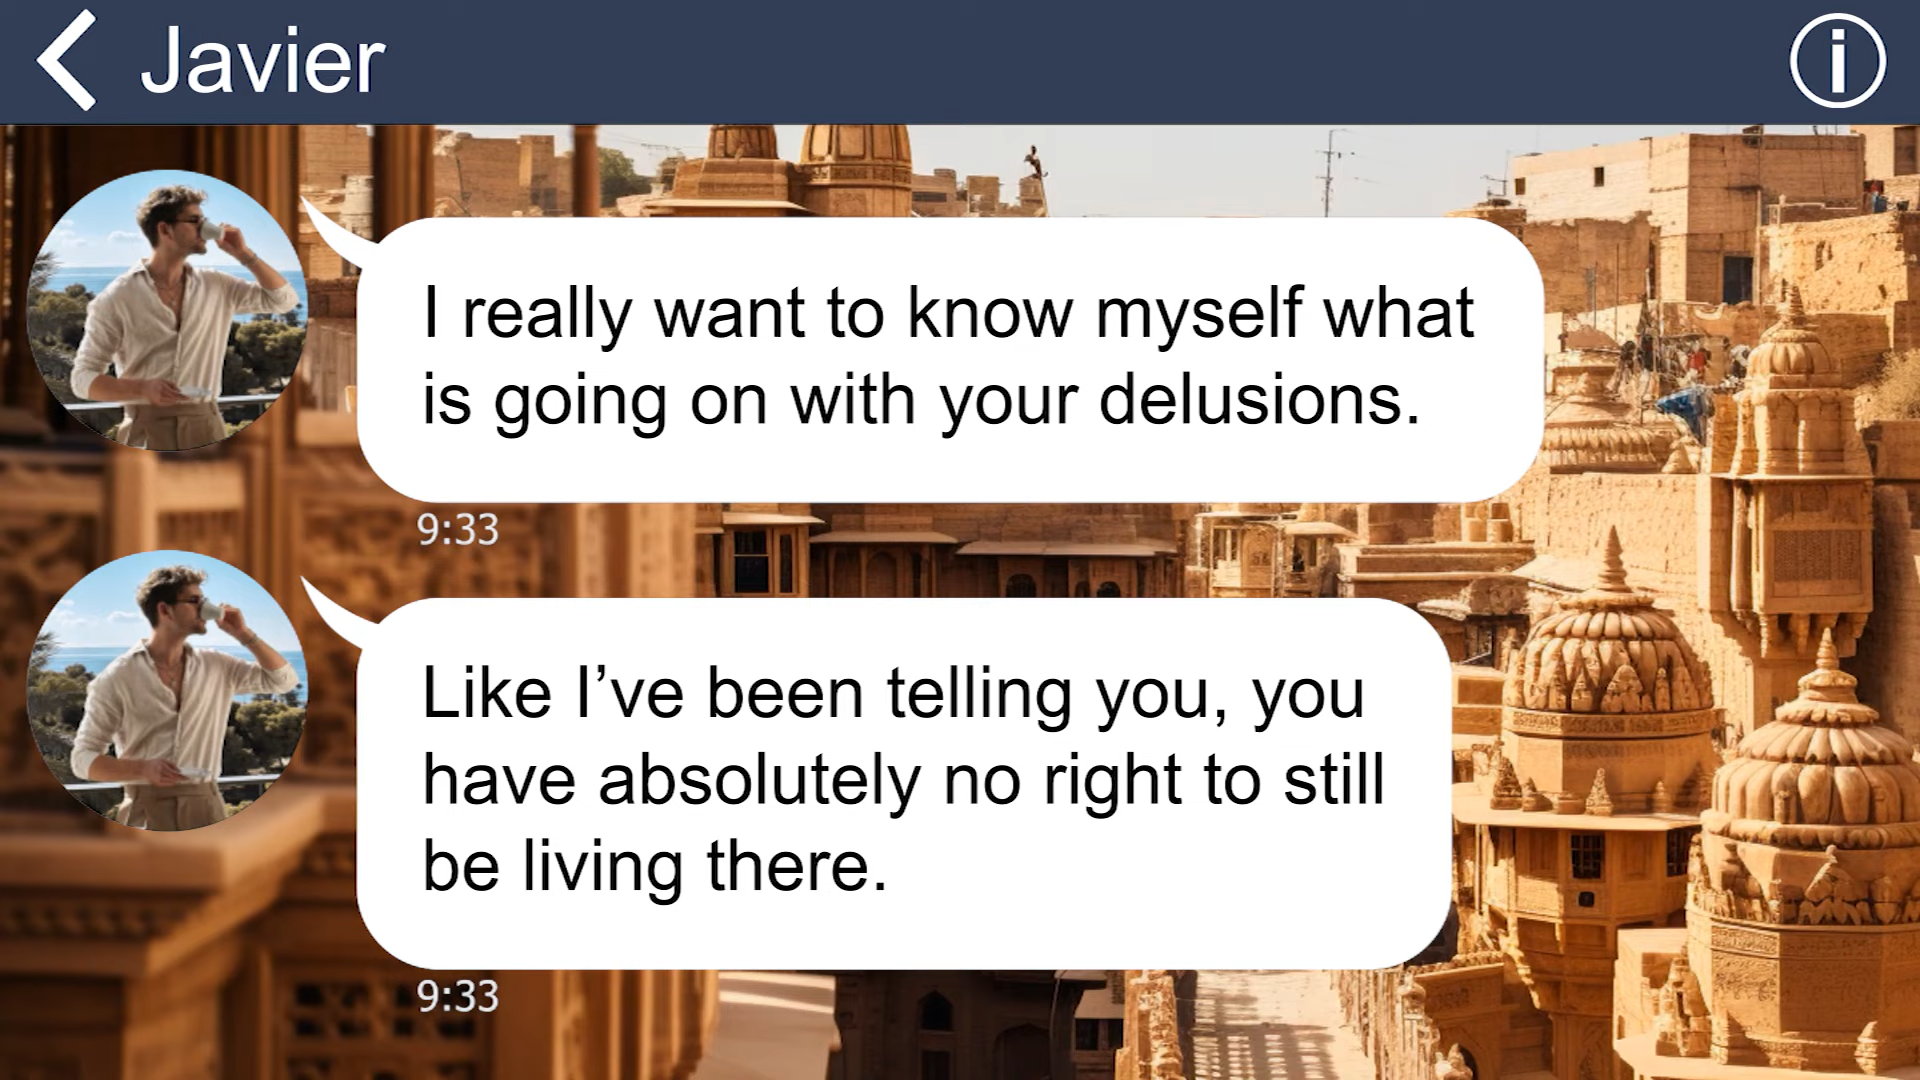 Javier
I really want to know myself what
is going on with your delusions.
9:33
Like I’ve been telling you, you
have absolutely no right to still
be living there.
9:33